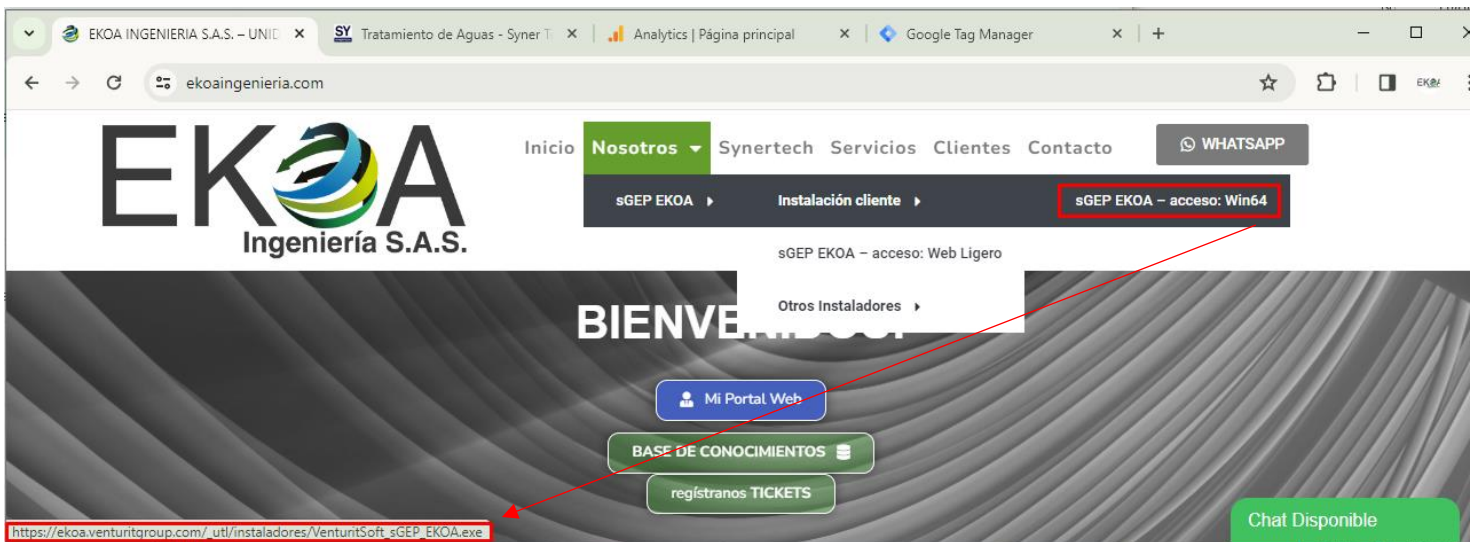 EKOA INGENIERIA S.A.S. – UNID
SY Tratamiento de Aguas - Syner T
Analytics | Página principal
Google Tag Manager
ekoaingenieria.com
EKOA
Ingeniería S.A.S.
Inicio Nosotros Synertech Servicios Clientes Contacto WHATSAPP
sGEP EKOA Instalación cliente sGEP EKOA – acceso: Win64
sGEP EKOA – acceso: Web Ligero
Otros Instaladores
Mi Portal Web
BASE DE CONOCIMIENTOS
regístranos TICKETS
Chat Disponible
https://ekoa.venturitgroup.com/_utl/instaladores/VenturitSoft_sGEP_EKOA.exe